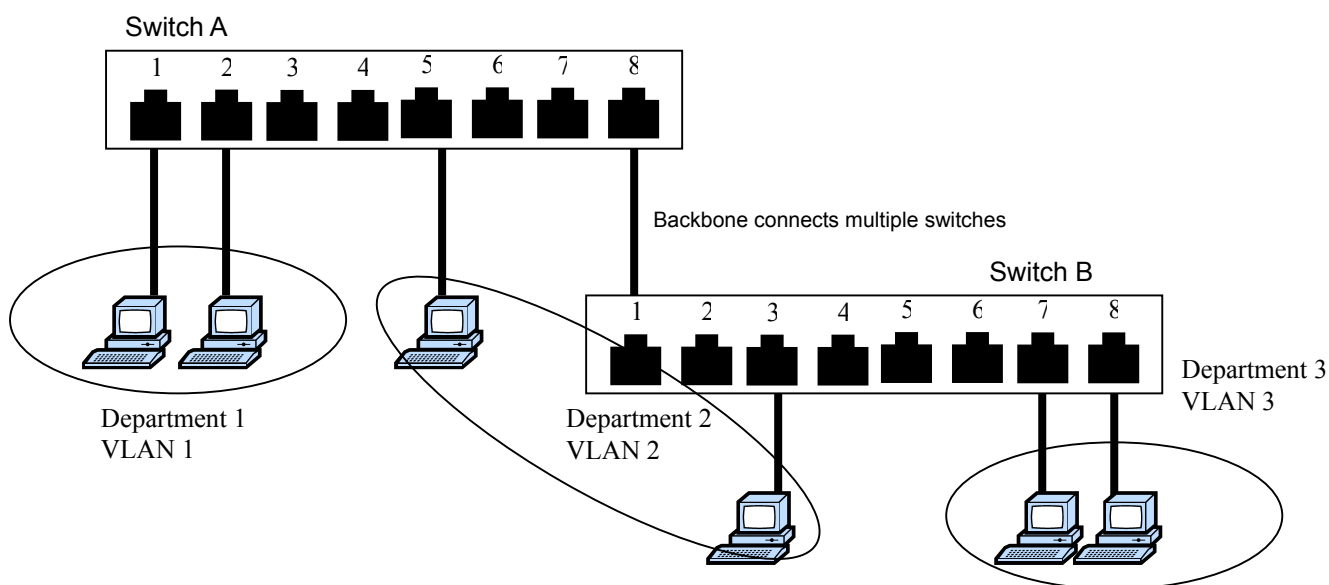 Switch A
1 2 3 4 5 6 7 8
Backbone connects multiple switches
Switch B
1 2 3 4 5 6 7 8
Department 1
VLAN 1
Department 2
VLAN 2
Department 3
VLAN 3